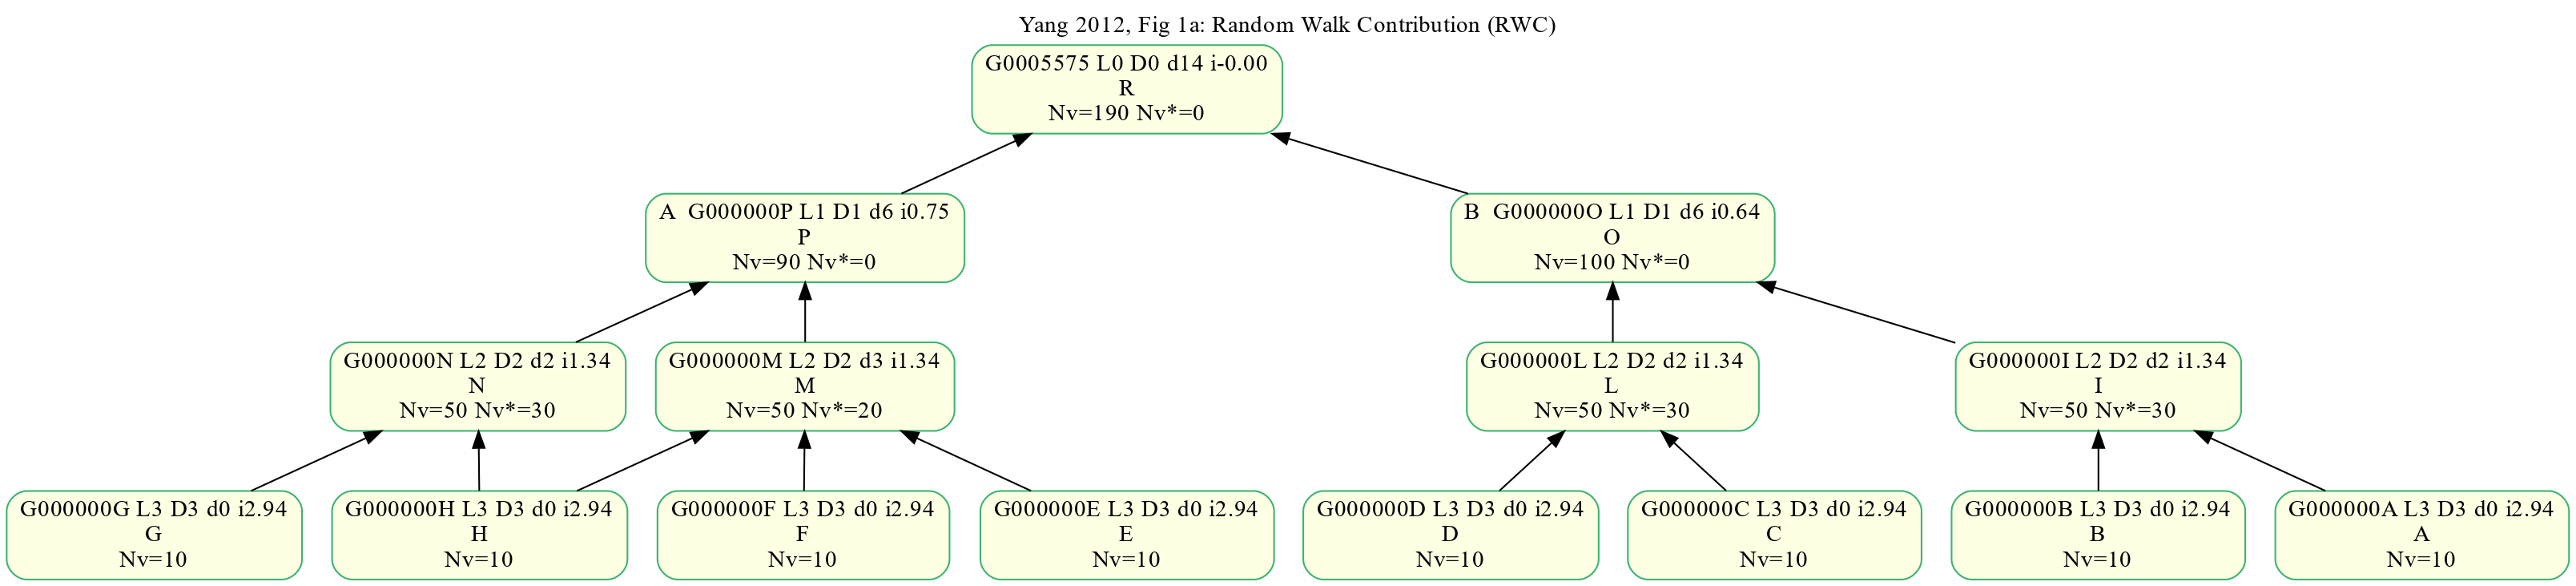 Yang 2012, Fig 1a: Random Walk Contribution (RWC)
G0005575 L0 D0 d14 i-0.00
R
Nv=190 Nv*=0
A  G000000P L1 D1 d6 i0.75
P
Nv=90 Nv*=0
B  G000000O L1 D1 d6 i0.64
O
Nv=100 Nv*=0
G000000N L2 D2 d2 i1.34
N
Nv=50 Nv*=30
G000000M L2 D2 d3 i1.34
M
Nv=50 Nv*=20
G000000L L2 D2 d2 i1.34
L
Nv=50 Nv*=30
G000000I L2 D2 d2 i1.34
I
Nv=50 Nv*=30
G000000G L3 D3 d0 i2.94
G
Nv=10
G000000H L3 D3 d0 i2.94
H
Nv=10
G000000F L3 D3 d0 i2.94
F
Nv=10
G000000E L3 D3 d0 i2.94
E
Nv=10
G000000D L3 D3 d0 i2.94
D
Nv=10
G000000C L3 D3 d0 i2.94
C
Nv=10
G000000B L3 D3 d0 i2.94
B
Nv=10
G000000A L3 D3 d0 i2.94
A
Nv=10